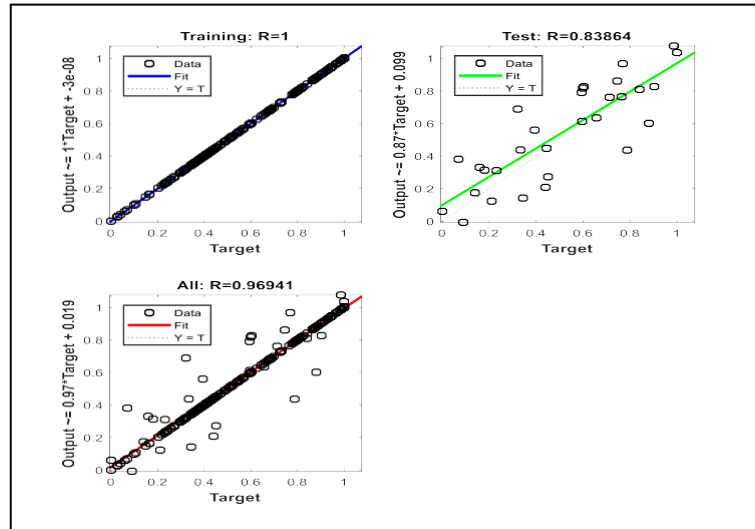 Training: R=1
Output ~= 1*Target + -3e-08
Data
Fit
Y = T
1
0.8
0.6
0.4
0.2
0
0 0.2 0.4 0.6 0.8 1
Target
Test: R=0.83864
Output ~= 0.87*Target + 0.099
Data
Fit
Y = T
1
0.8
0.6
0.4
0.2
0
0 0.2 0.4 0.6 0.8 1
Target
All: R=0.96941
Output ~= 0.97*Target + 0.019
Data
Fit
Y = T
1
0.8
0.6
0.4
0.2
0
0 0.2 0.4 0.6 0.8 1
Target